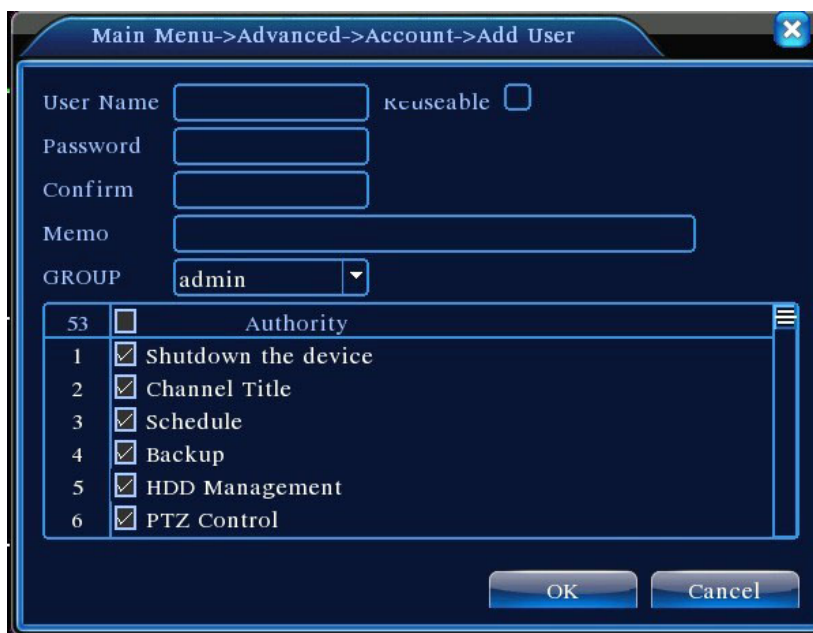 Main Menu->Advanced->Account->Add User
User Name Reuseable
Password
Confirm
Memo
GROUP admin
53 Authority
1 Shutdown the device
2 Channel Title
3 Schedule
4 Backup
5 HDD Management
6 PTZ Control
OK Cancel